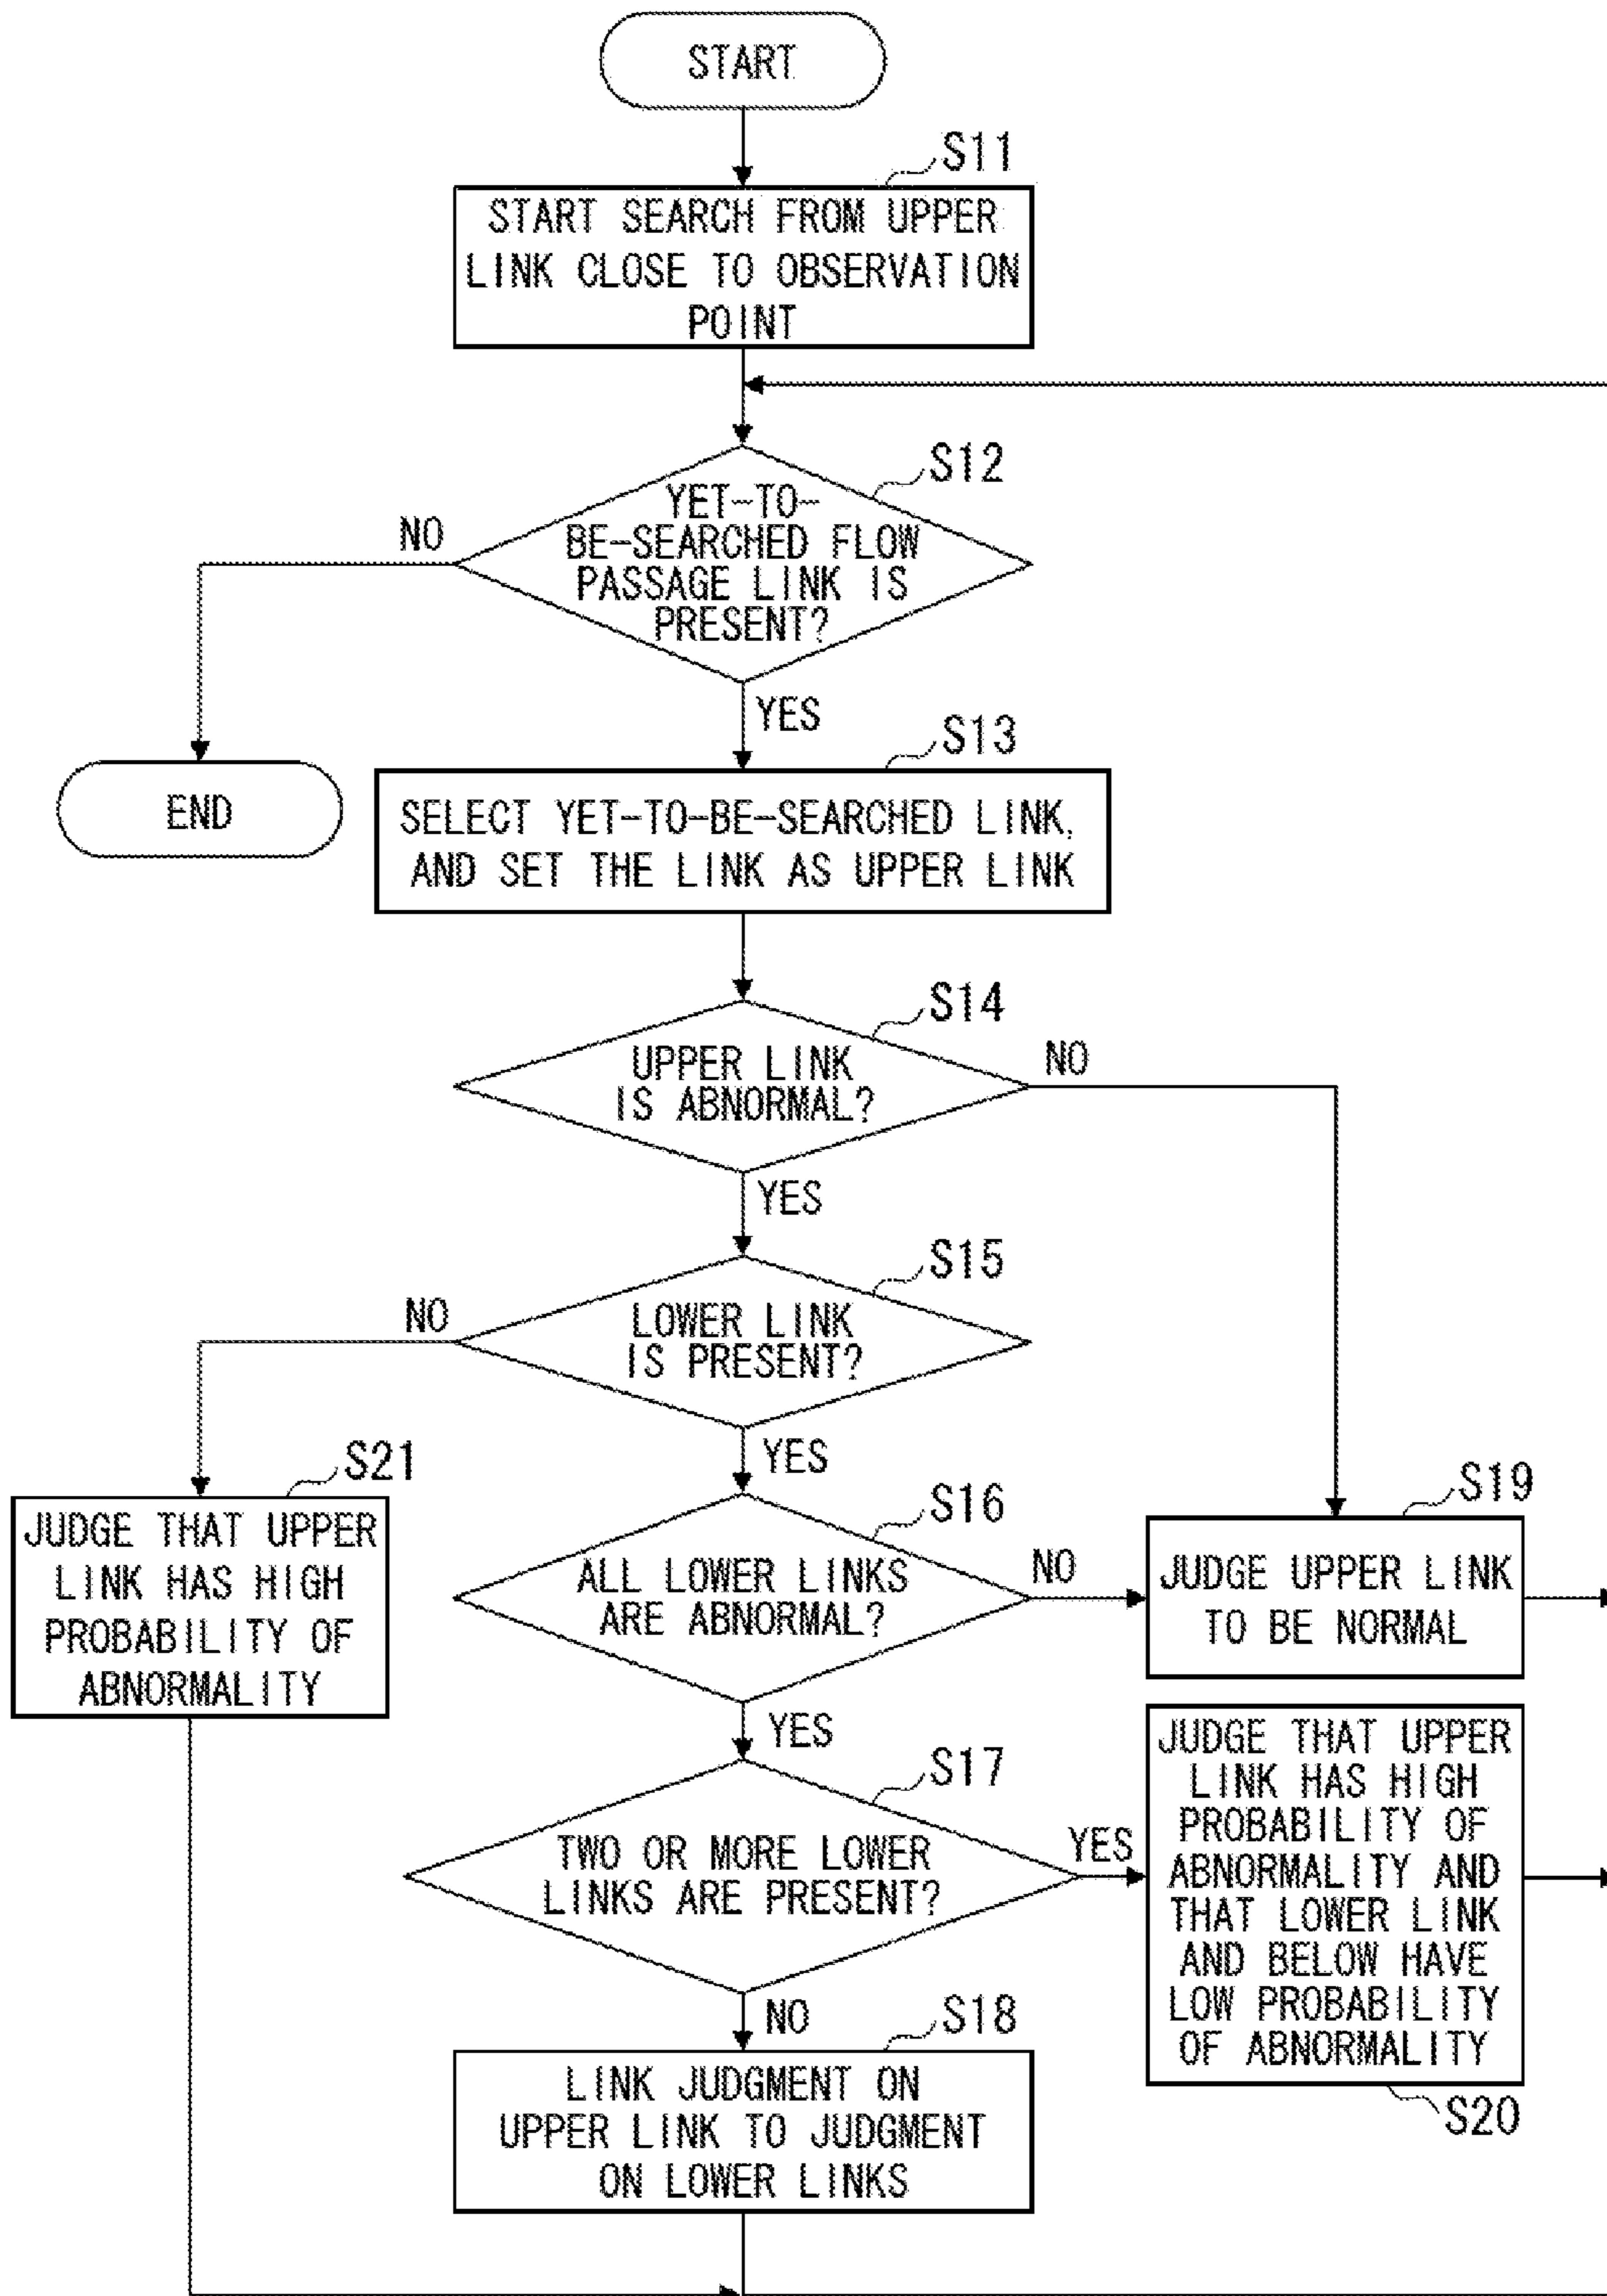 START
S11
START SEARCH FROM UPPER
LINK CLOSE TO OBSERVATION
POINT
S12
YET-TO-
BE-SEARCHED FLOW
PASSAGE LINK IS
PRESENT?
NO
YES
END
S13
SELECT YET-TO-BE-SEARCHED LINK,
AND SET THE LINK AS UPPER LINK
S14
UPPER LINK
IS ABNORMAL?
NO
YES
S15
LOWER LINK
IS PRESENT?
NO
YES
S21
JUDGE THAT UPPER
LINK HAS HIGH
PROBABILITY OF
ABNORMALITY
S16
ALL LOWER LINKS
ARE ABNORMAL?
NO
YES
S19
JUDGE UPPER LINK
TO BE NORMAL
S17
TWO OR MORE LOWER
LINKS ARE PRESENT?
YES
NO
JUDGE THAT UPPER
LINK HAS HIGH
PROBABILITY OF
ABNORMALITY AND
THAT LOWER LINK
AND BELOW HAVE
LOW PROBABILITY
OF ABNORMALITY
S20
S18
LINK JUDGMENT ON
UPPER LINK TO JUDGMENT
ON LOWER LINKS